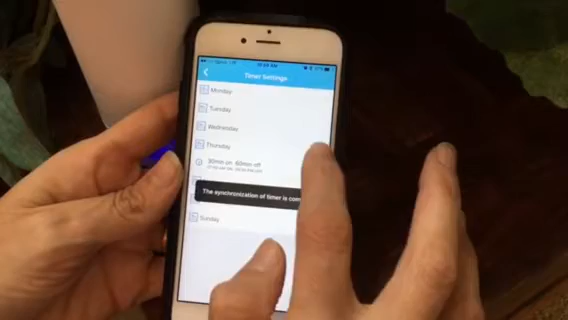 Timer Settings
Monday
Tuesday
Wednesday
Thursday
30min on 60min off
The synchronization of timer is com
Sunday